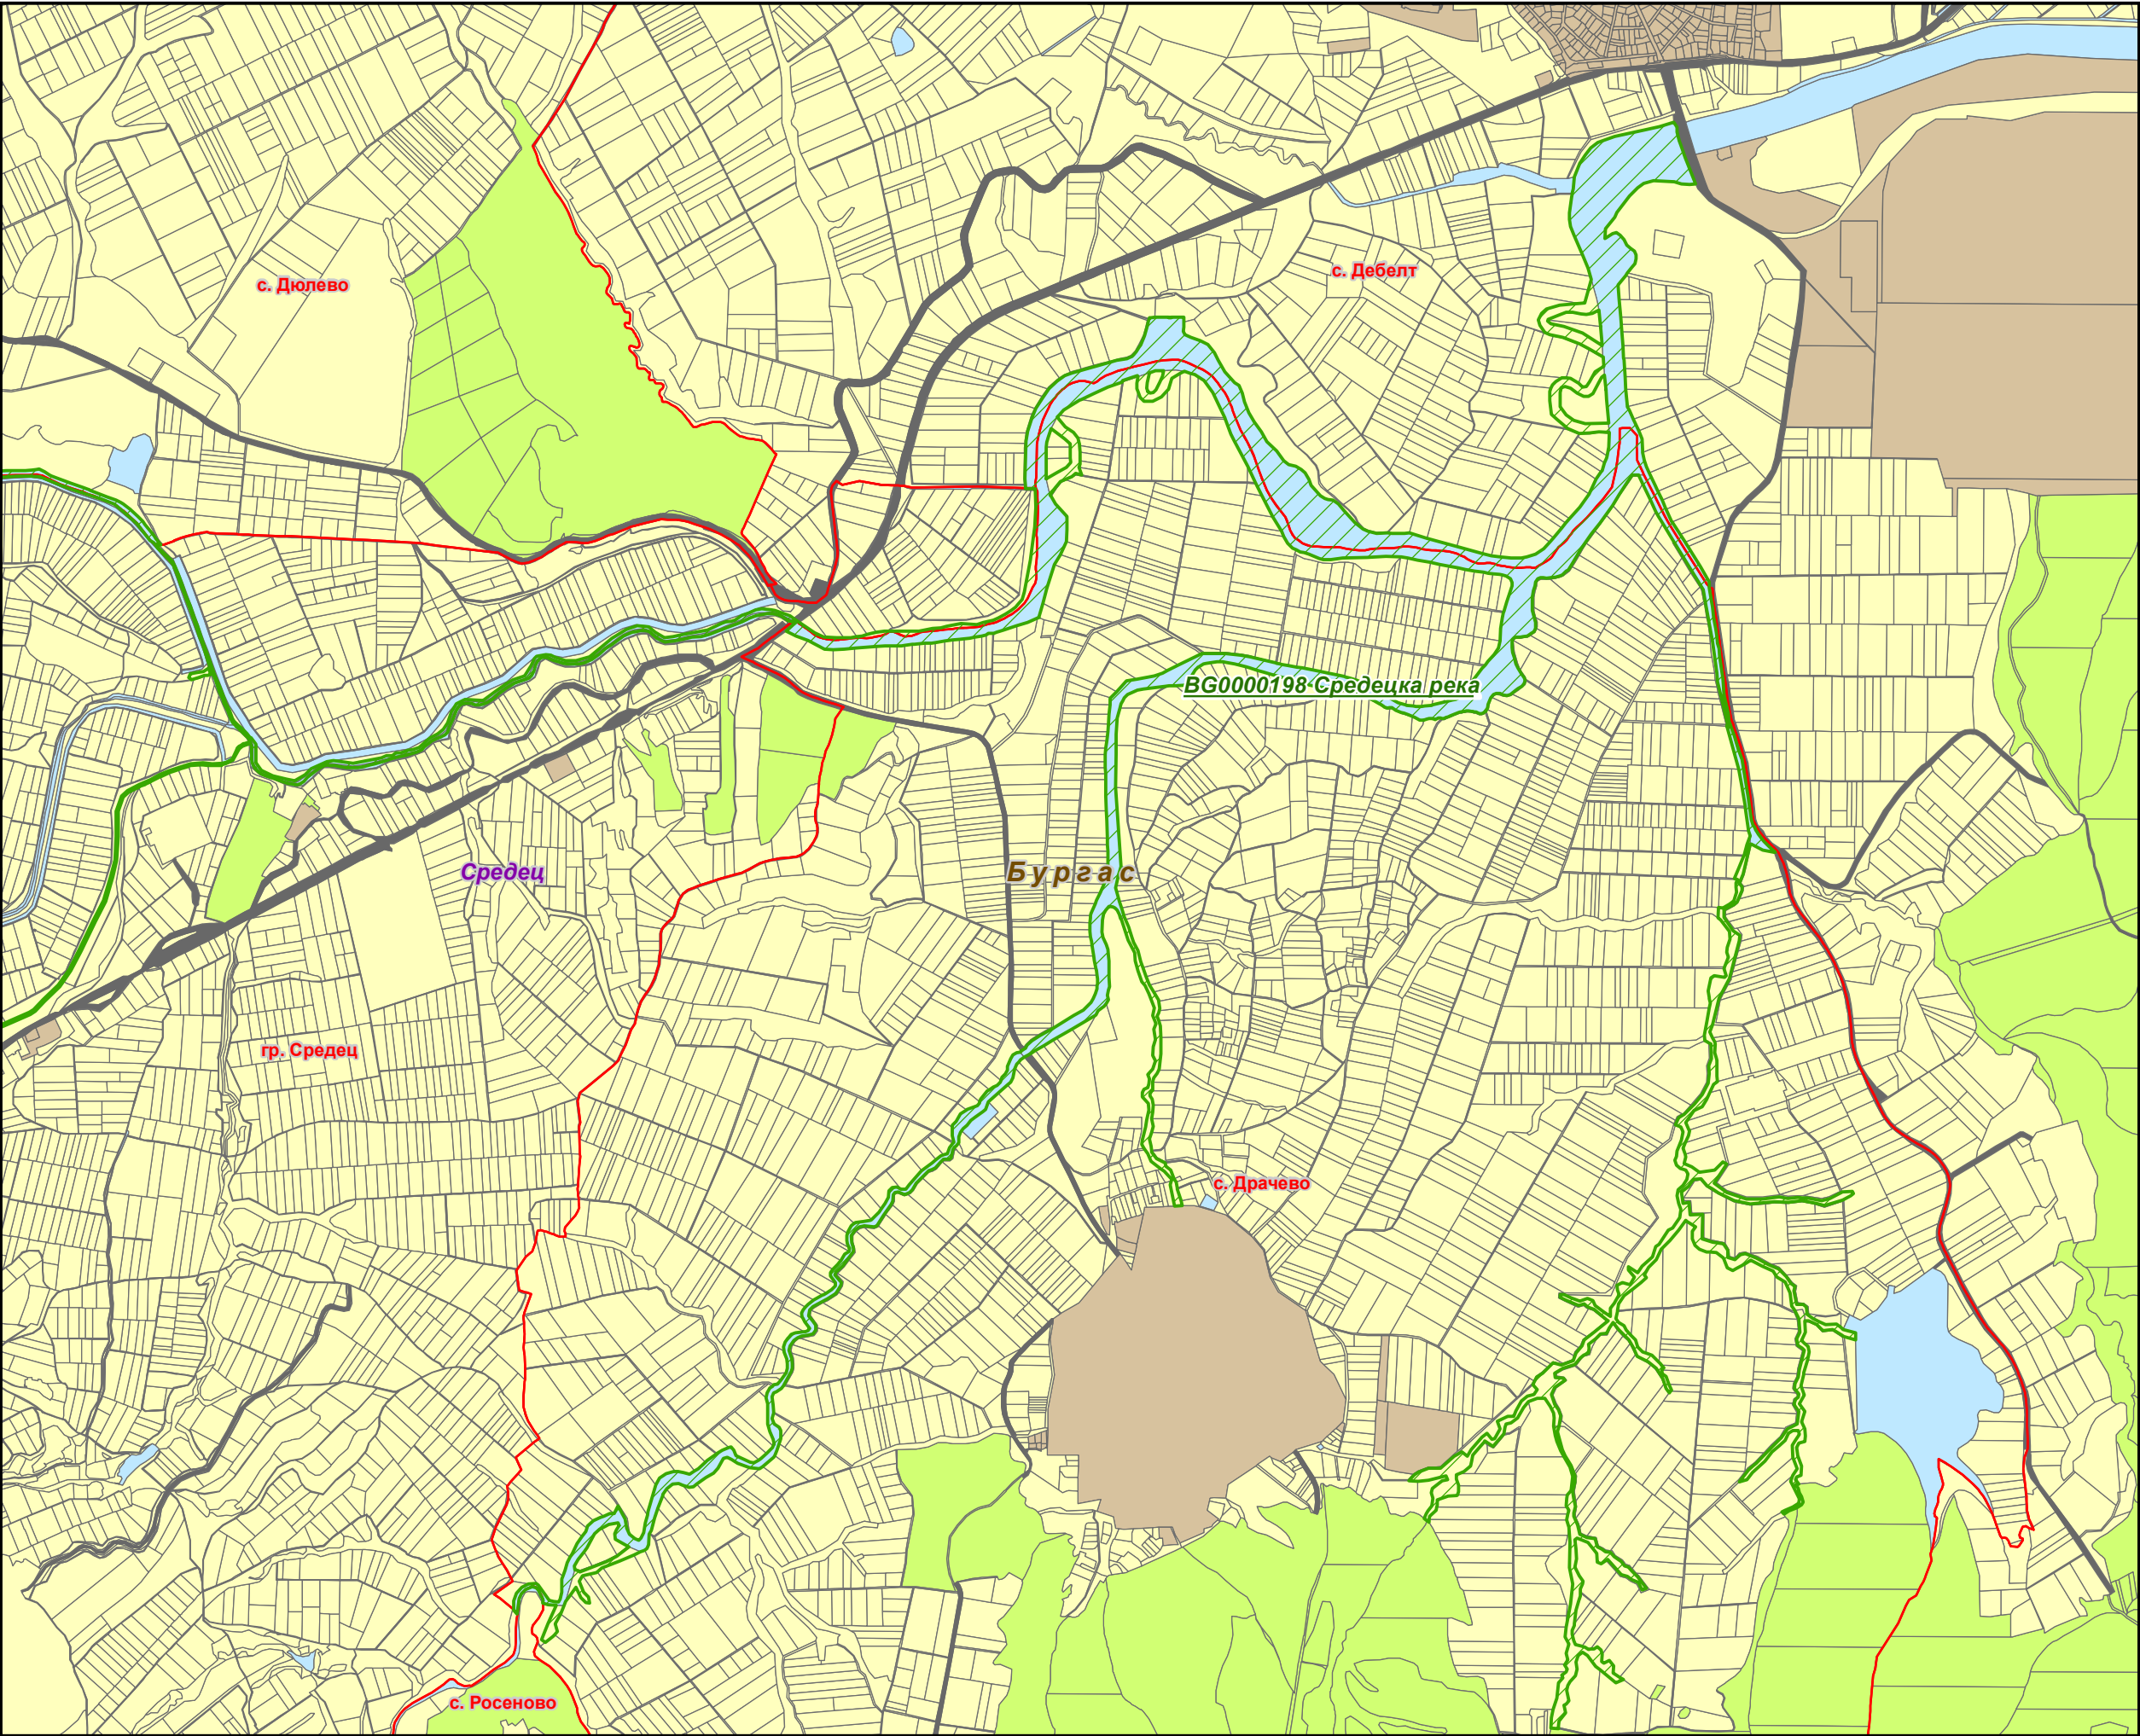 с. Дебелт
с. Дюлево
BG0000198 Средецка река
Средец
Бургас
гр. Средец
с. Драчево
с. Росеново